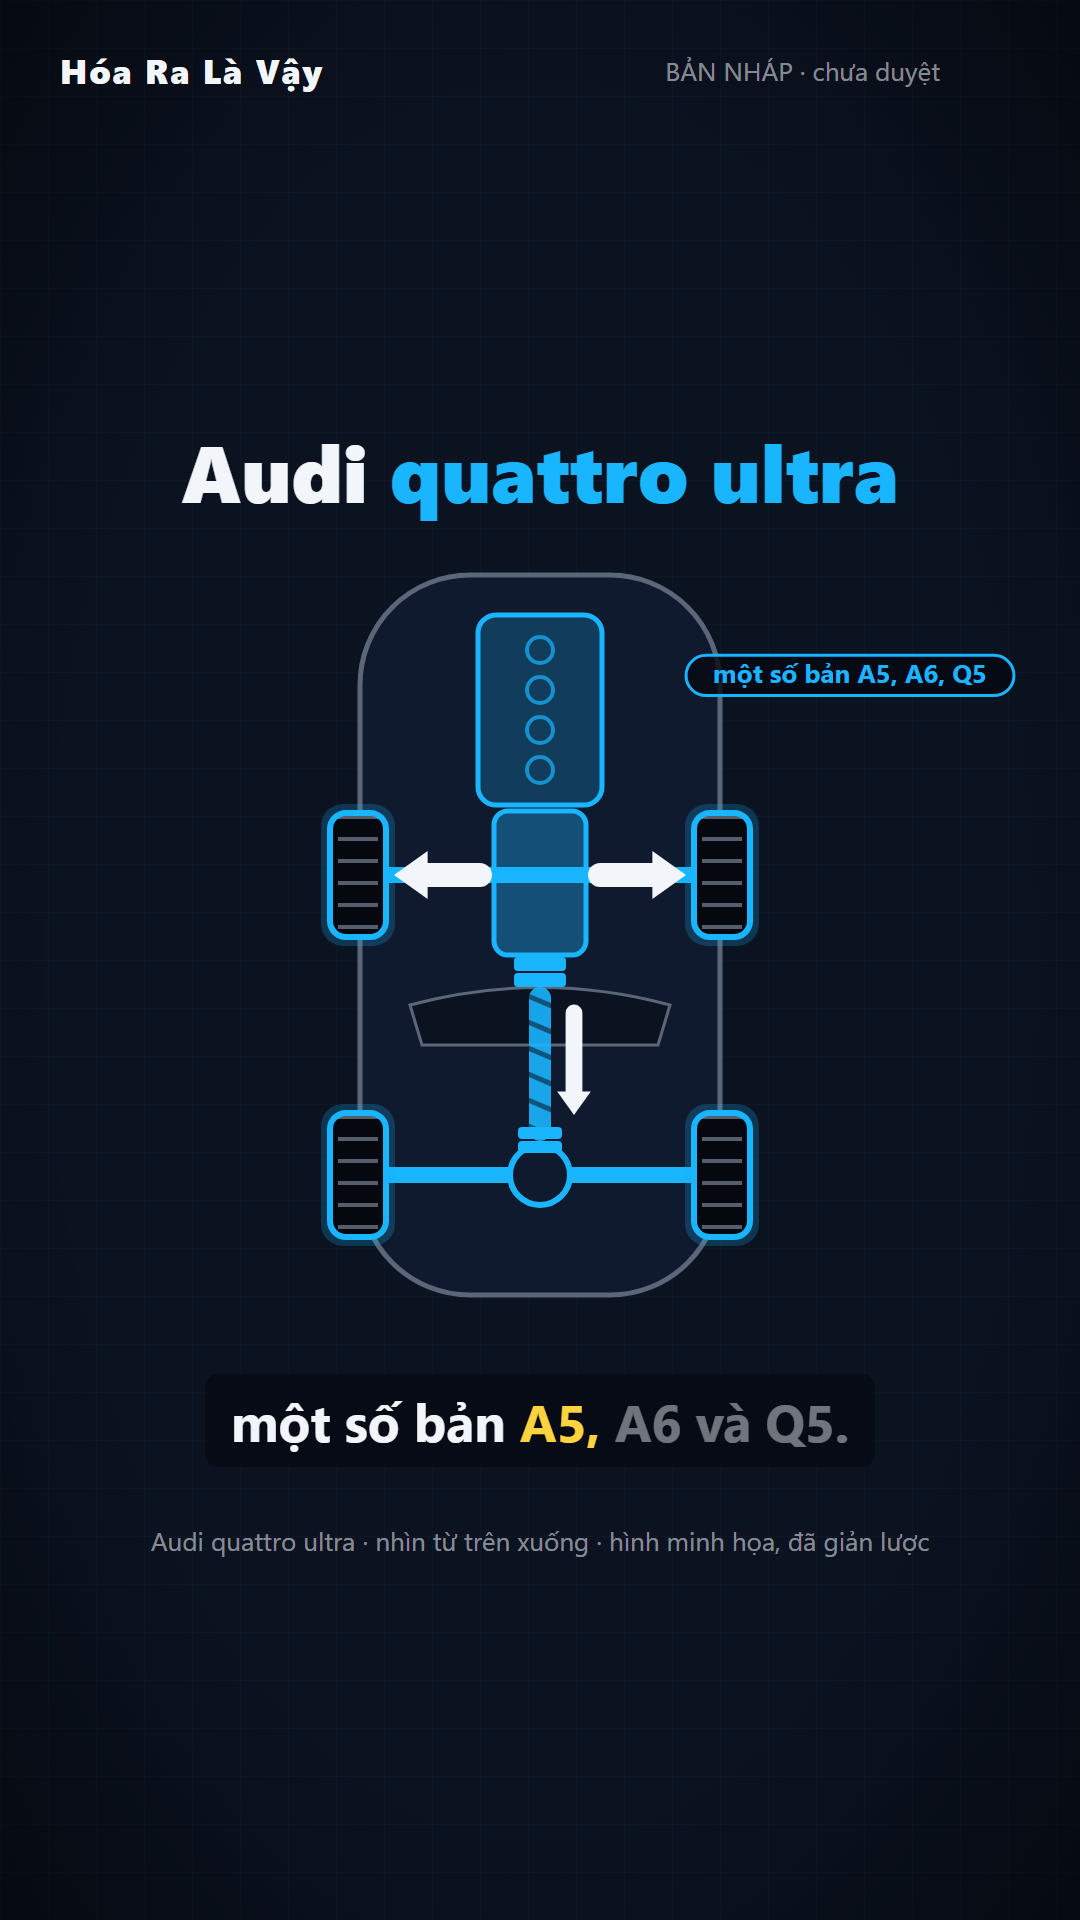 Hóa Ra Là Vậy
BẢN NHÁP · chưa duyệt
Audi quattro ultra
một số bản A5, A6, Q5
một số bản A5, A6 và Q5.
Audi quattro ultra · nhìn từ trên xuống · hình minh họa, đã giản lược